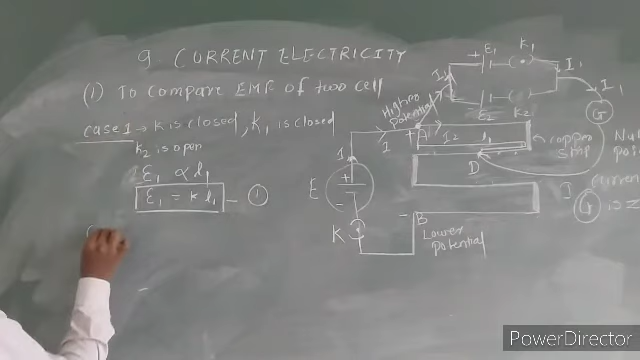 9. CURRENT ELECTRICITY
(1) To compare EMF of two cell
case I → K is closed, K₁ is closed
K₂ is open
E₁ ∝ l₁
E₁ = K l₁ — ①
(
+ E₁ K₁
I₁
I₁
I₁
G
E₂ K₂
Higher Potential
I
I
A
I₂
l₁
copper strip
D
E
+
-
K
- B
Lower Potential
I
Null
point
current
G is Z
PowerDirector